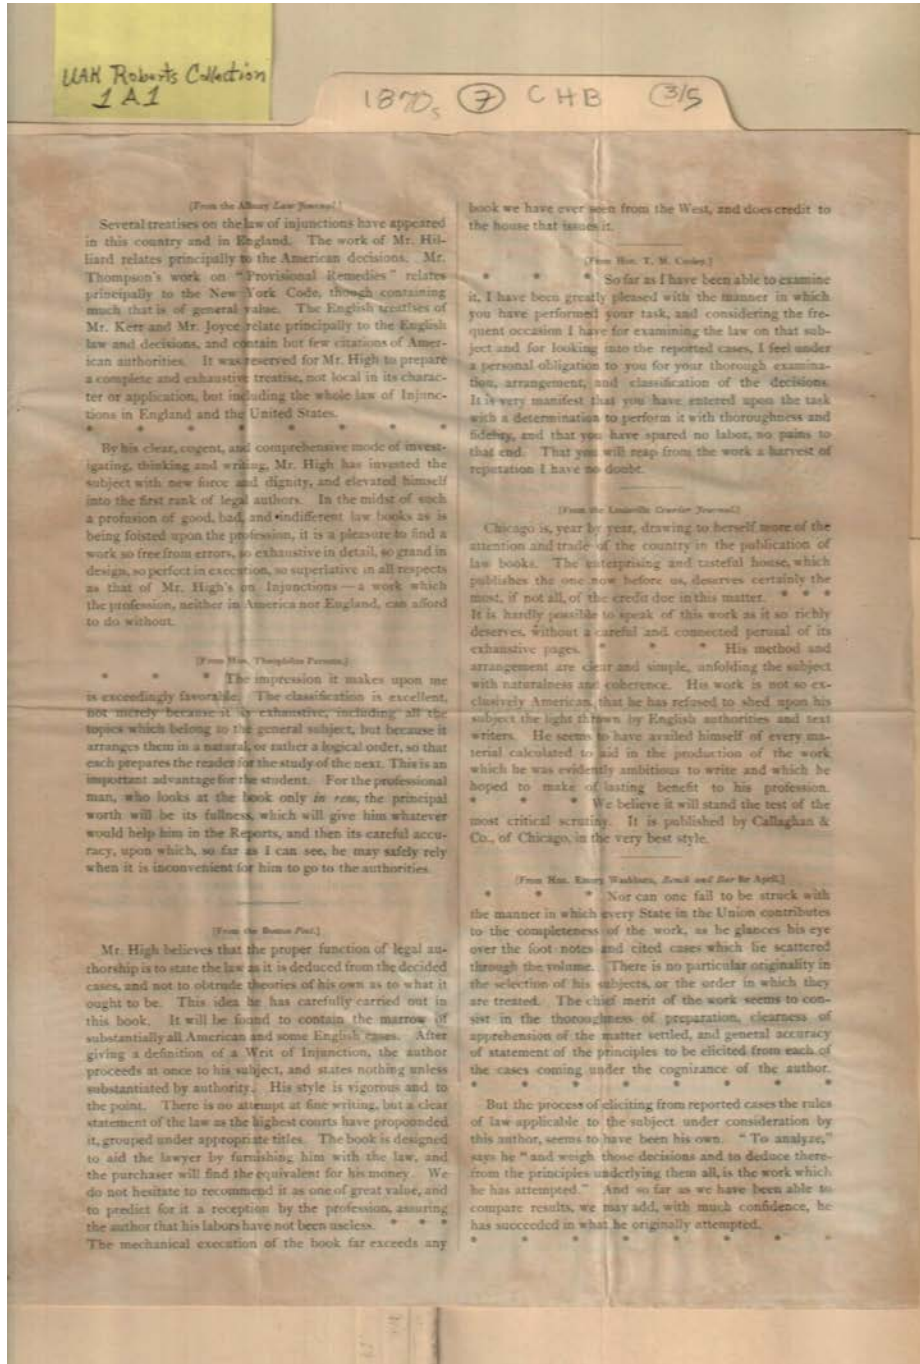 UAH Roberts Collection
1A1
1870s 7 CHB 3/5
[From the Albany Law Journal.]
Several treatises on the law of injunctions have appeared
in this country and in England. The work of Mr. Hil-
liard relates principally to the American decisions. Mr.
Thompson's work on "Provisional Remedies" relates
principally to the New York Code, though containing
much that is of general value. The English treatises of
Mr. Kerr and Mr. Joyce relate principally to the English
law and decisions, and contain but few citations of Amer-
ican authorities. It was reserved for Mr. High to prepare
a complete and exhaustive treatise, not local in its charac-
ter or application, but including the whole law of Injunc-
tions in England and the United States.
* * * * * * * *
By his clear, cogent, and comprehensive mode of invest-
igating, thinking and writing, Mr. High has invested the
subject with new force and dignity, and elevated himself
into the first rank of legal authors. In the midst of such
a profusion of good, bad, and indifferent law books as is
being foisted upon the profession, it is a pleasure to find a
work so free from errors, so exhaustive in detail, so grand in
design, so perfect in execution, so superlative in all respects
as that of Mr. High's on Injunctions — a work which
the profession, neither in America nor England, can afford
to do without.
[From Hon. Theophilus Parsons.]
* * * The impression it makes upon me
is exceedingly favorable. The classification is excellent,
not merely because it is exhaustive, including all the
topics which belong to the general subject, but because it
arranges them in a natural, or rather a logical order, so that
each prepares the reader for the study of the next. This is an
important advantage for the student. For the professional
man, who looks at the book only in rem, the principal
worth will be its fullness, which will give him whatever
would help him in the Reports, and then its careful accu-
racy, upon which, so far as I can see, he may safely rely
when it is inconvenient for him to go to the authorities.
[From the Boston Post.]
Mr. High believes that the proper function of legal au-
thorship is to state the law as it is deduced from the decided
cases, and not to obtrude theories of his own as to what it
ought to be. This idea he has carefully carried out in
this book. It will be found to contain the marrow of
substantially all American and some English cases. After
giving a definition of a Writ of Injunction, the author
proceeds at once to his subject, and states nothing unless
substantiated by authority. His style is vigorous and to
the point. There is no attempt at fine writing, but a clear
statement of the law as the highest courts have propounded
it, grouped under appropriate titles. The book is designed
to aid the lawyer by furnishing him with the law, and
the purchaser will find the equivalent for his money. We
do not hesitate to recommend it as one of great value, and
to predict for it a reception by the profession, assuring
the author that his labors have not been useless. * * *
The mechanical execution of the book far exceeds any
book we have ever seen from the West, and does credit to
the house that issues it.
[From Hon. T. M. Cooley.]
* * * So far as I have been able to examine
it, I have been greatly pleased with the manner in which
you have performed your task, and considering the fre-
quent occasion I have for examining the law on that sub-
ject and for looking into the reported cases, I feel under
a personal obligation to you for your thorough examina-
tion, arrangement, and classification of the decisions.
It is very manifest that you have entered upon the task
with a determination to perform it with thoroughness and
fidelity, and that you have spared no labor, no pains to
that end. That you will reap from the work a harvest of
reputation I have no doubt.
[From the Louisville Courier Journal.]
Chicago is, year by year, drawing to herself more of the
attention and trade of the country in the publication of
law books. The enterprising and tasteful house, which
publishes the one now before us, deserves certainly the
most, if not all, of the credit due in this matter. * * *
It is hardly possible to speak of this work as it so richly
deserves, without a careful and connected perusal of its
exhaustive pages. * * * His method and
arrangement are clear and simple, unfolding the subject
with naturalness and coherence. His work is not so ex-
clusively American, that he has refused to shed upon his
subject the light thrown by English authorities and text
writers. He seems to have availed himself of every ma-
terial calculated to aid in the production of the work
which he was evidently ambitious to write and which he
hoped to make of lasting benefit to his profession.
* * * We believe it will stand the test of the
most critical scrutiny. It is published by Callaghan &
Co., of Chicago, in the very best style.
[From Hon. Emory Washburn, Bench and Bar for April.]
* * * Nor can one fail to be struck with
the manner in which every State in the Union contributes
to the completeness of the work, as he glances his eye
over the foot notes and cited cases which lie scattered
through the volume. There is no particular originality in
the selection of his subjects, or the order in which they
are treated. The chief merit of the work seems to con-
sist in the thoroughness of preparation, clearness of
apprehension of the matter settled, and general accuracy
of statement of the principles to be elicited from each of
the cases coming under the cognizance of the author.
* * * * * * * *
But the process of eliciting from reported cases the rules
of law applicable to the subject under consideration by
this author, seems to have been his own. "To analyze,"
says he "and weigh those decisions and to deduce there-
from the principles underlying them all, is the work which
he has attempted." And so far as we have been able to
compare results, we may add, with much confidence, he
has succeeded in what he originally attempted.
* * * * * * * *